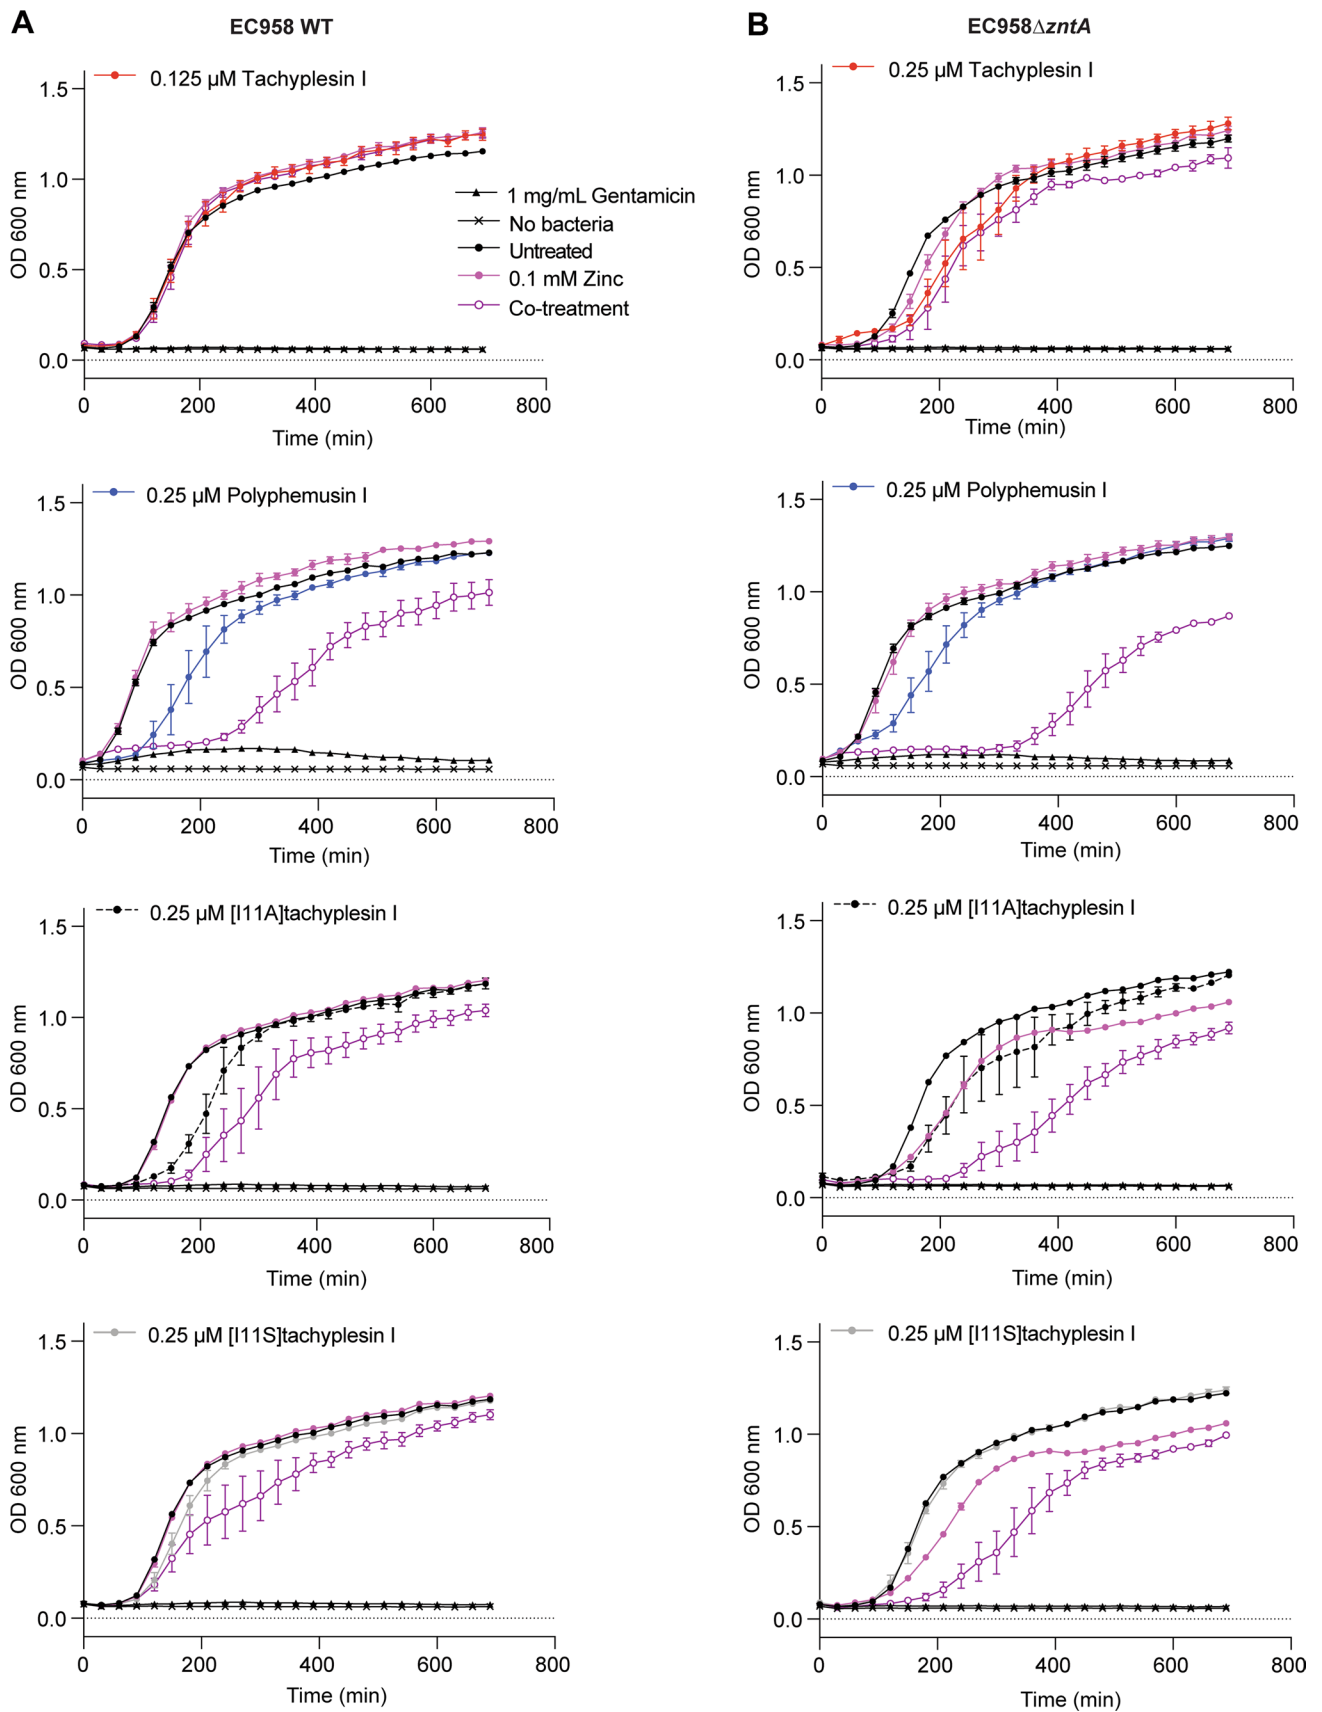 A
EC958 WT
B
EC958ΔzntA
0.125 µM Tachyplesin I
1.5
1.0
0.5
0.0
OD 600 nm
1 mg/mL Gentamicin
No bacteria
Untreated
0.1 mM Zinc
Co-treatment
0 200 400 600 800
Time (min)
0.25 µM Tachyplesin I
1.5
1.0
0.5
0.0
OD 600 nm
0 200 400 600 800
Time (min)
0.25 µM Polyphemusin I
1.5
1.0
0.5
0.0
OD 600 nm
0 200 400 600 800
Time (min)
0.25 µM Polyphemusin I
1.5
1.0
0.5
0.0
OD 600 nm
0 200 400 600 800
Time (min)
0.25 µM [I11A]tachyplesin I
1.5
1.0
0.5
0.0
OD 600 nm
0 200 400 600 800
Time (min)
0.25 µM [I11A]tachyplesin I
1.5
1.0
0.5
0.0
OD 600 nm
0 200 400 600 800
Time (min)
0.25 µM [I11S]tachyplesin I
1.5
1.0
0.5
0.0
OD 600 nm
0 200 400 600 800
Time (min)
0.25 µM [I11S]tachyplesin I
1.5
1.0
0.5
0.0
OD 600 nm
0 200 400 600 800
Time (min)